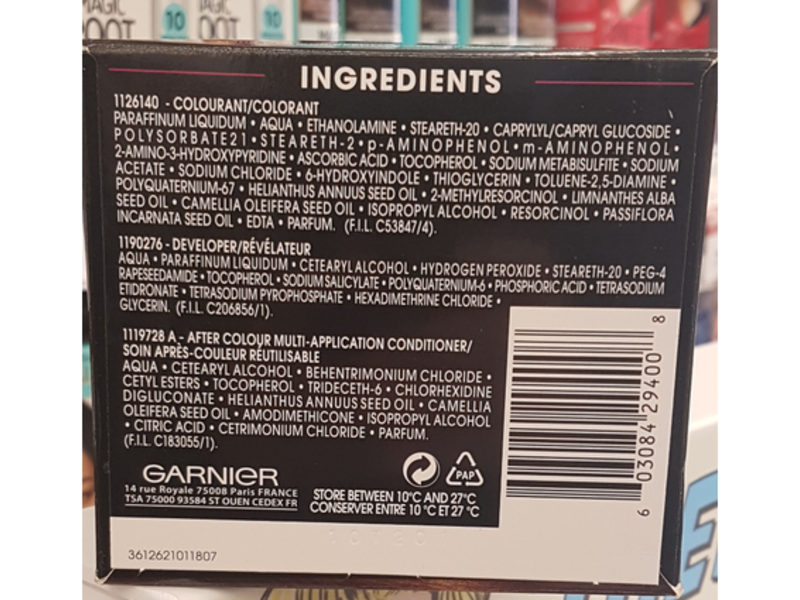 MAGIC
ROOT
10
10
INGREDIENTS
1126140 - COLOURANT/COLORANT
PARAFFINUM LIQUIDUM • AQUA • ETHANOLAMINE • STEARETH-20 • CAPRYLYL/CAPRYL GLUCOSIDE •
POLYSORBATE 21 • STEARETH-2 • p-AMINOPHENOL • m-AMINOPHENOL •
2-AMINO-3-HYDROXYPYRIDINE • ASCORBIC ACID • TOCOPHEROL • SODIUM METABISULFITE • SODIUM
ACETATE • SODIUM CHLORIDE • 6-HYDROXYINDOLE • THIOGLYCERIN • TOLUENE-2,5-DIAMINE •
POLYQUATERNIUM-67 • HELIANTHUS ANNUUS SEED OIL • 2-METHYLRESORCINOL • LIMNANTHES ALBA
SEED OIL • CAMELLIA OLEIFERA SEED OIL • ISOPROPYL ALCOHOL • RESORCINOL • PASSIFLORA
INCARNATA SEED OIL • EDTA • PARFUM. (F.I.L. C53847/4).
1190276 - DEVELOPER/RÉVÉLATEUR
AQUA • PARAFFINUM LIQUIDUM • CETEARYL ALCOHOL • HYDROGEN PEROXIDE • STEARETH-20 • PEG-4
RAPESEEDAMIDE • TOCOPHEROL • SODIUM SALICYLATE • POLYQUATERNIUM-6 • PHOSPHORIC ACID • TETRASODIUM
ETIDRONATE • TETRASODIUM PYROPHOSPHATE • HEXADIMETHRINE CHLORIDE •
GLYCERIN. (F.I.L. C206856/1).
1119728 A - AFTER COLOUR MULTI-APPLICATION CONDITIONER/
SOIN APRÈS-COULEUR RÉUTILISABLE
AQUA • CETEARYL ALCOHOL • BEHENTRIMONIUM CHLORIDE •
CETYL ESTERS • TOCOPHEROL • TRIDECETH-6 • CHLORHEXIDINE
DIGLUCONATE • HELIANTHUS ANNUUS SEED OIL • CAMELLIA
OLEIFERA SEED OIL • AMODIMETHICONE • ISOPROPYL ALCOHOL
• CITRIC ACID • CETRIMONIUM CHLORIDE • PARFUM.
(F.I.L. C183055/1).
6 03084 29400 8
GARNIER
14 rue Royale 75008 Paris FRANCE
TSA 75000 93584 ST OUEN CEDEX FR
PAP
STORE BETWEEN 10°C AND 27°C
CONSERVER ENTRE 10 °C ET 27 °C
3612621011807